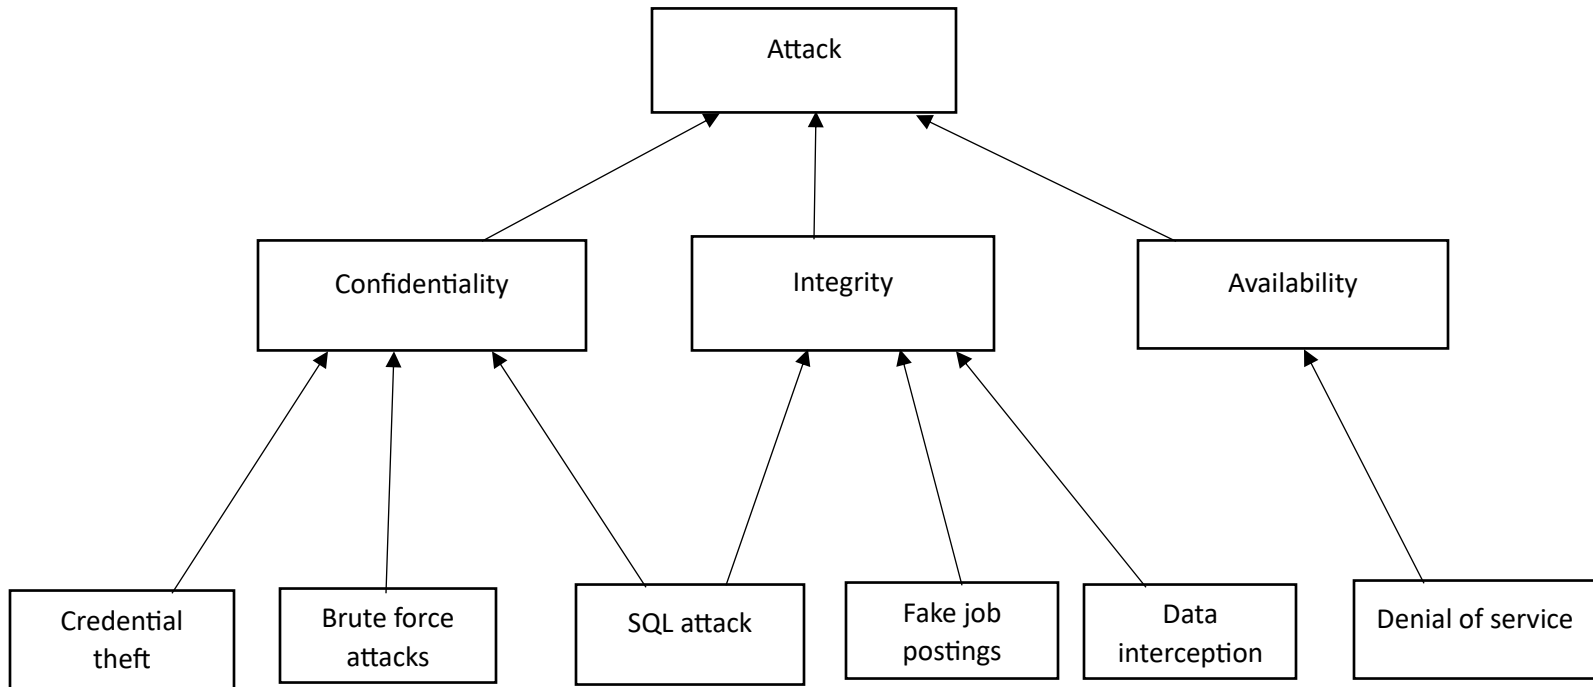 Attack
Confidentiality
Integrity
Availability
Credential
theft
Brute force
attacks
SQL attack
Fake job
postings
Data
interception
Denial of service